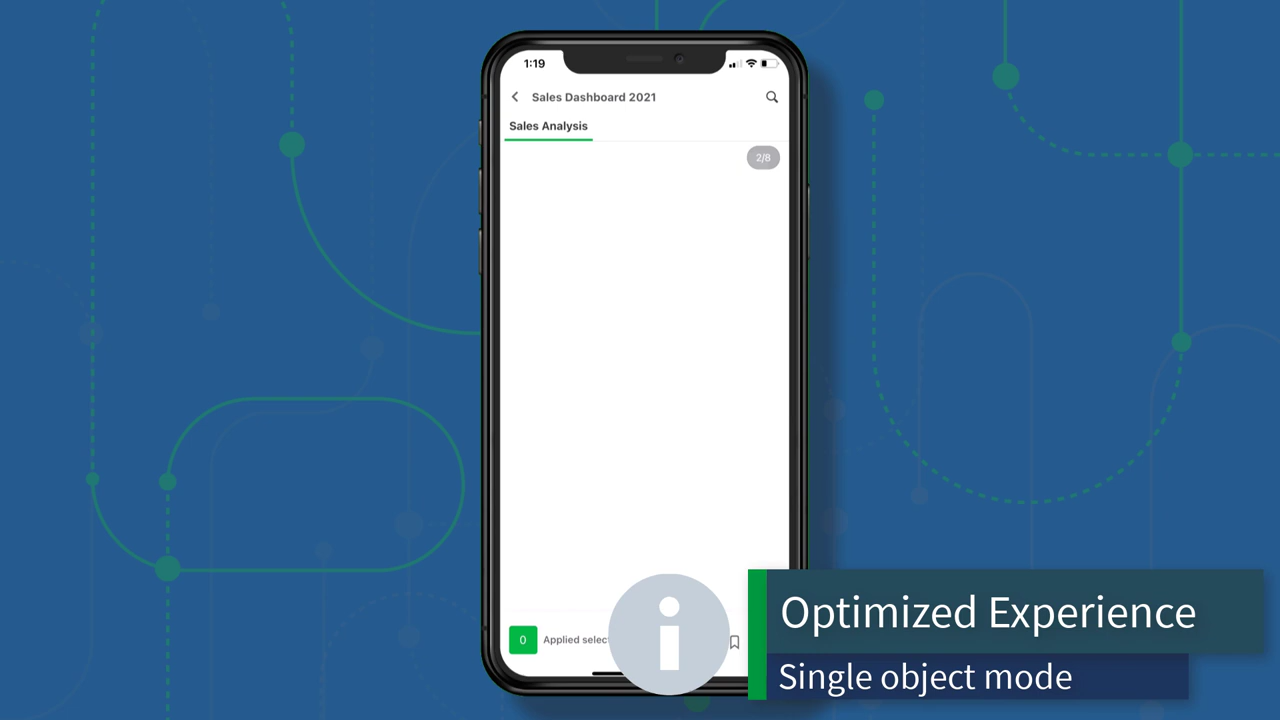 1:19
Sales Dashboard 2021
Sales Analysis
2/8
0 Applied selec
Optimized Experience
Single object mode